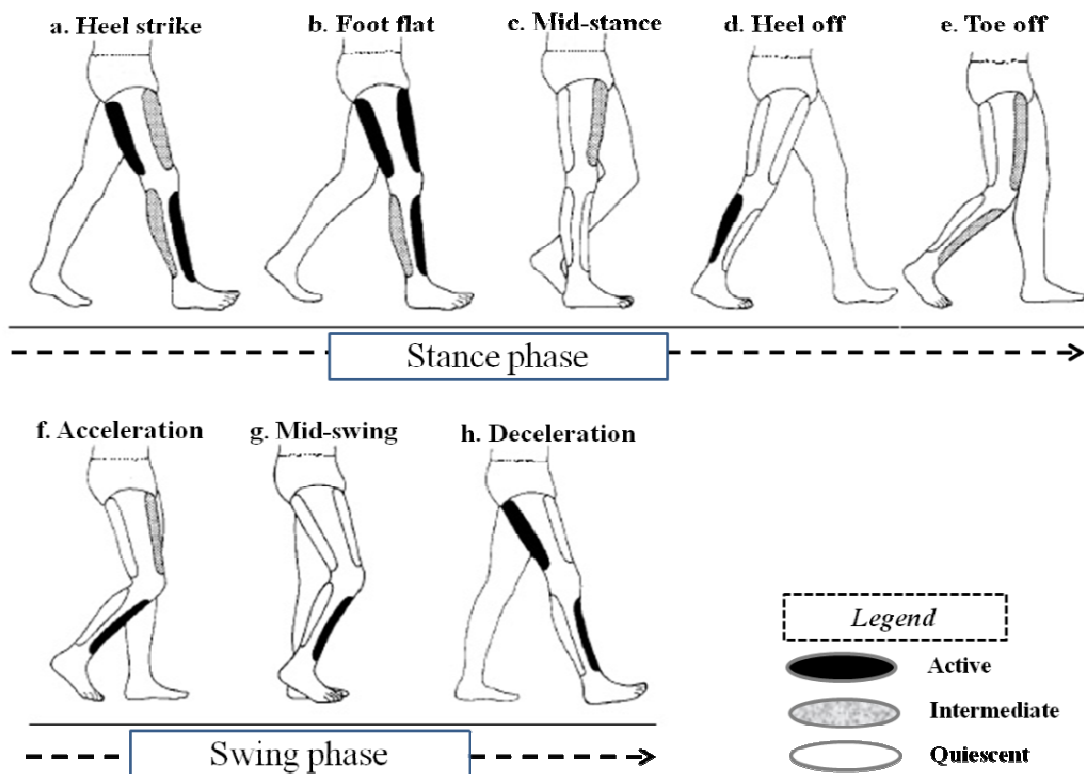 a. Heel strike
b. Foot flat
c. Mid-stance
d. Heel off
e. Toe off
Stance phase
f. Acceleration
g. Mid-swing
h. Deceleration
Legend
Active
Intermediate
Quiescent
Swing phase